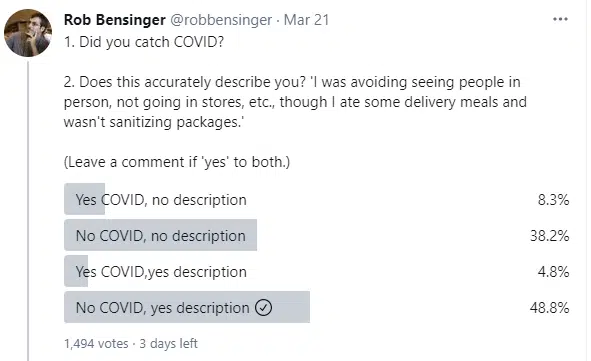 Rob Bensinger @robbensinger · Mar 21
1. Did you catch COVID?
2. Does this accurately describe you? 'I was avoiding seeing people in
person, not going in stores, etc., though I ate some delivery meals and
wasn't sanitizing packages.'
(Leave a comment if 'yes' to both.)
Yes COVID, no description 8.3%
No COVID, no description 38.2%
Yes COVID,yes description 4.8%
No COVID, yes description 48.8%
1,494 votes · 3 days left